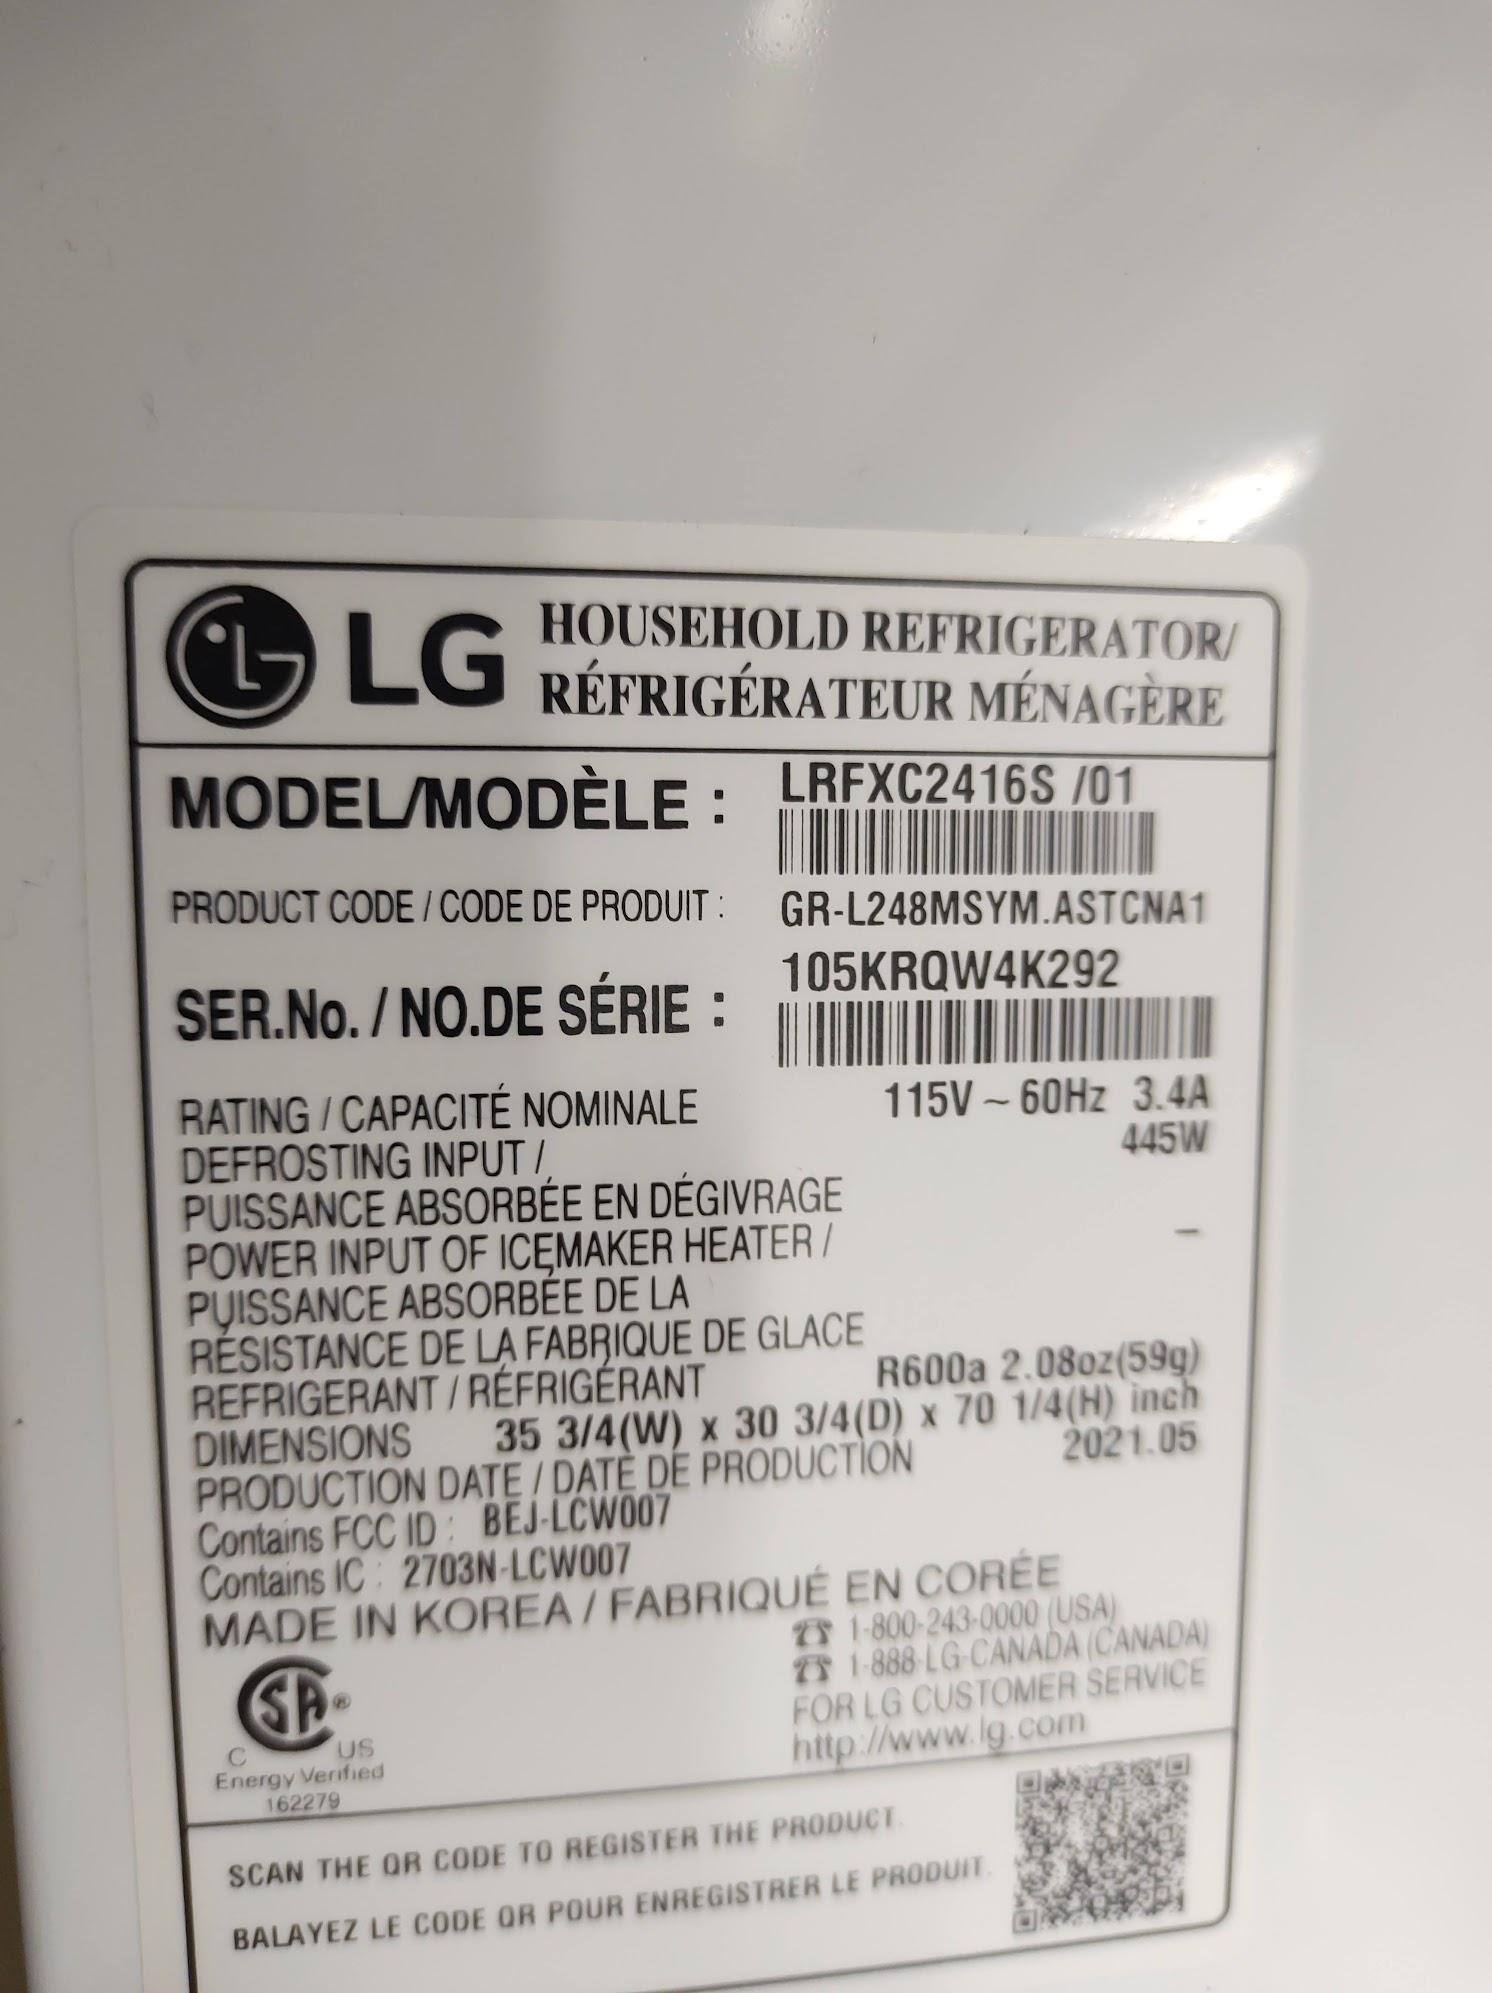 LG HOUSEHOLD REFRIGERATOR/
RÉFRIGÉRATEUR MÉNAGÈRE
MODEL/MODÈLE : LRFXC2416S /01
PRODUCT CODE / CODE DE PRODUIT : GR-L248MSYM.ASTCNA1
SER.No. / NO.DE SÉRIE : 105KRQW4K292
RATING / CAPACITÉ NOMINALE 115V ~ 60Hz 3.4A
DEFROSTING INPUT / 445W
PUISSANCE ABSORBÉE EN DÉGIVRAGE
POWER INPUT OF ICEMAKER HEATER / –
PUISSANCE ABSORBÉE DE LA
RÉSISTANCE DE LA FABRIQUE DE GLACE
REFRIGERANT / RÉFRIGÉRANT R600a 2.08oz(59g)
DIMENSIONS 35 3/4(W) x 30 3/4(D) x 70 1/4(H) inch
PRODUCTION DATE / DATE DE PRODUCTION 2021.05
Contains FCC ID : BEJ-LCW007
Contains IC : 2703N-LCW007
MADE IN KOREA / FABRIQUÉ EN CORÉE
☎ 1-800-243-0000 (USA)
☎ 1-888-LG-CANADA (CANADA)
FOR LG CUSTOMER SERVICE
http://www.lg.com
SA®
C US
Energy Verified
162279
SCAN THE QR CODE TO REGISTER THE PRODUCT.
BALAYEZ LE CODE QR POUR ENREGISTRER LE PRODUIT.